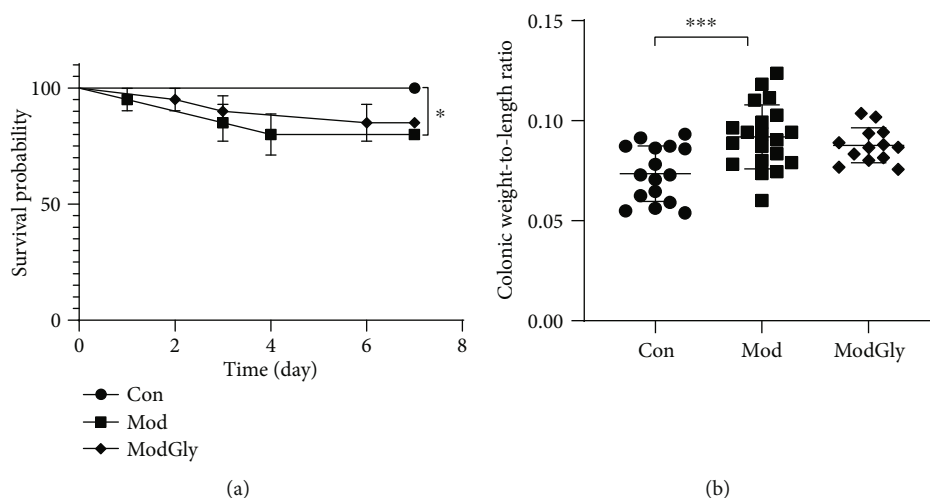 100
50
0
Survival probability
0
2
4
6
8
Time (day)
*
Con
Mod
ModGly
(a)
0.15
0.10
0.05
0.00
Colonic weight-to-length ratio
***
Con
Mod
ModGly
(b)